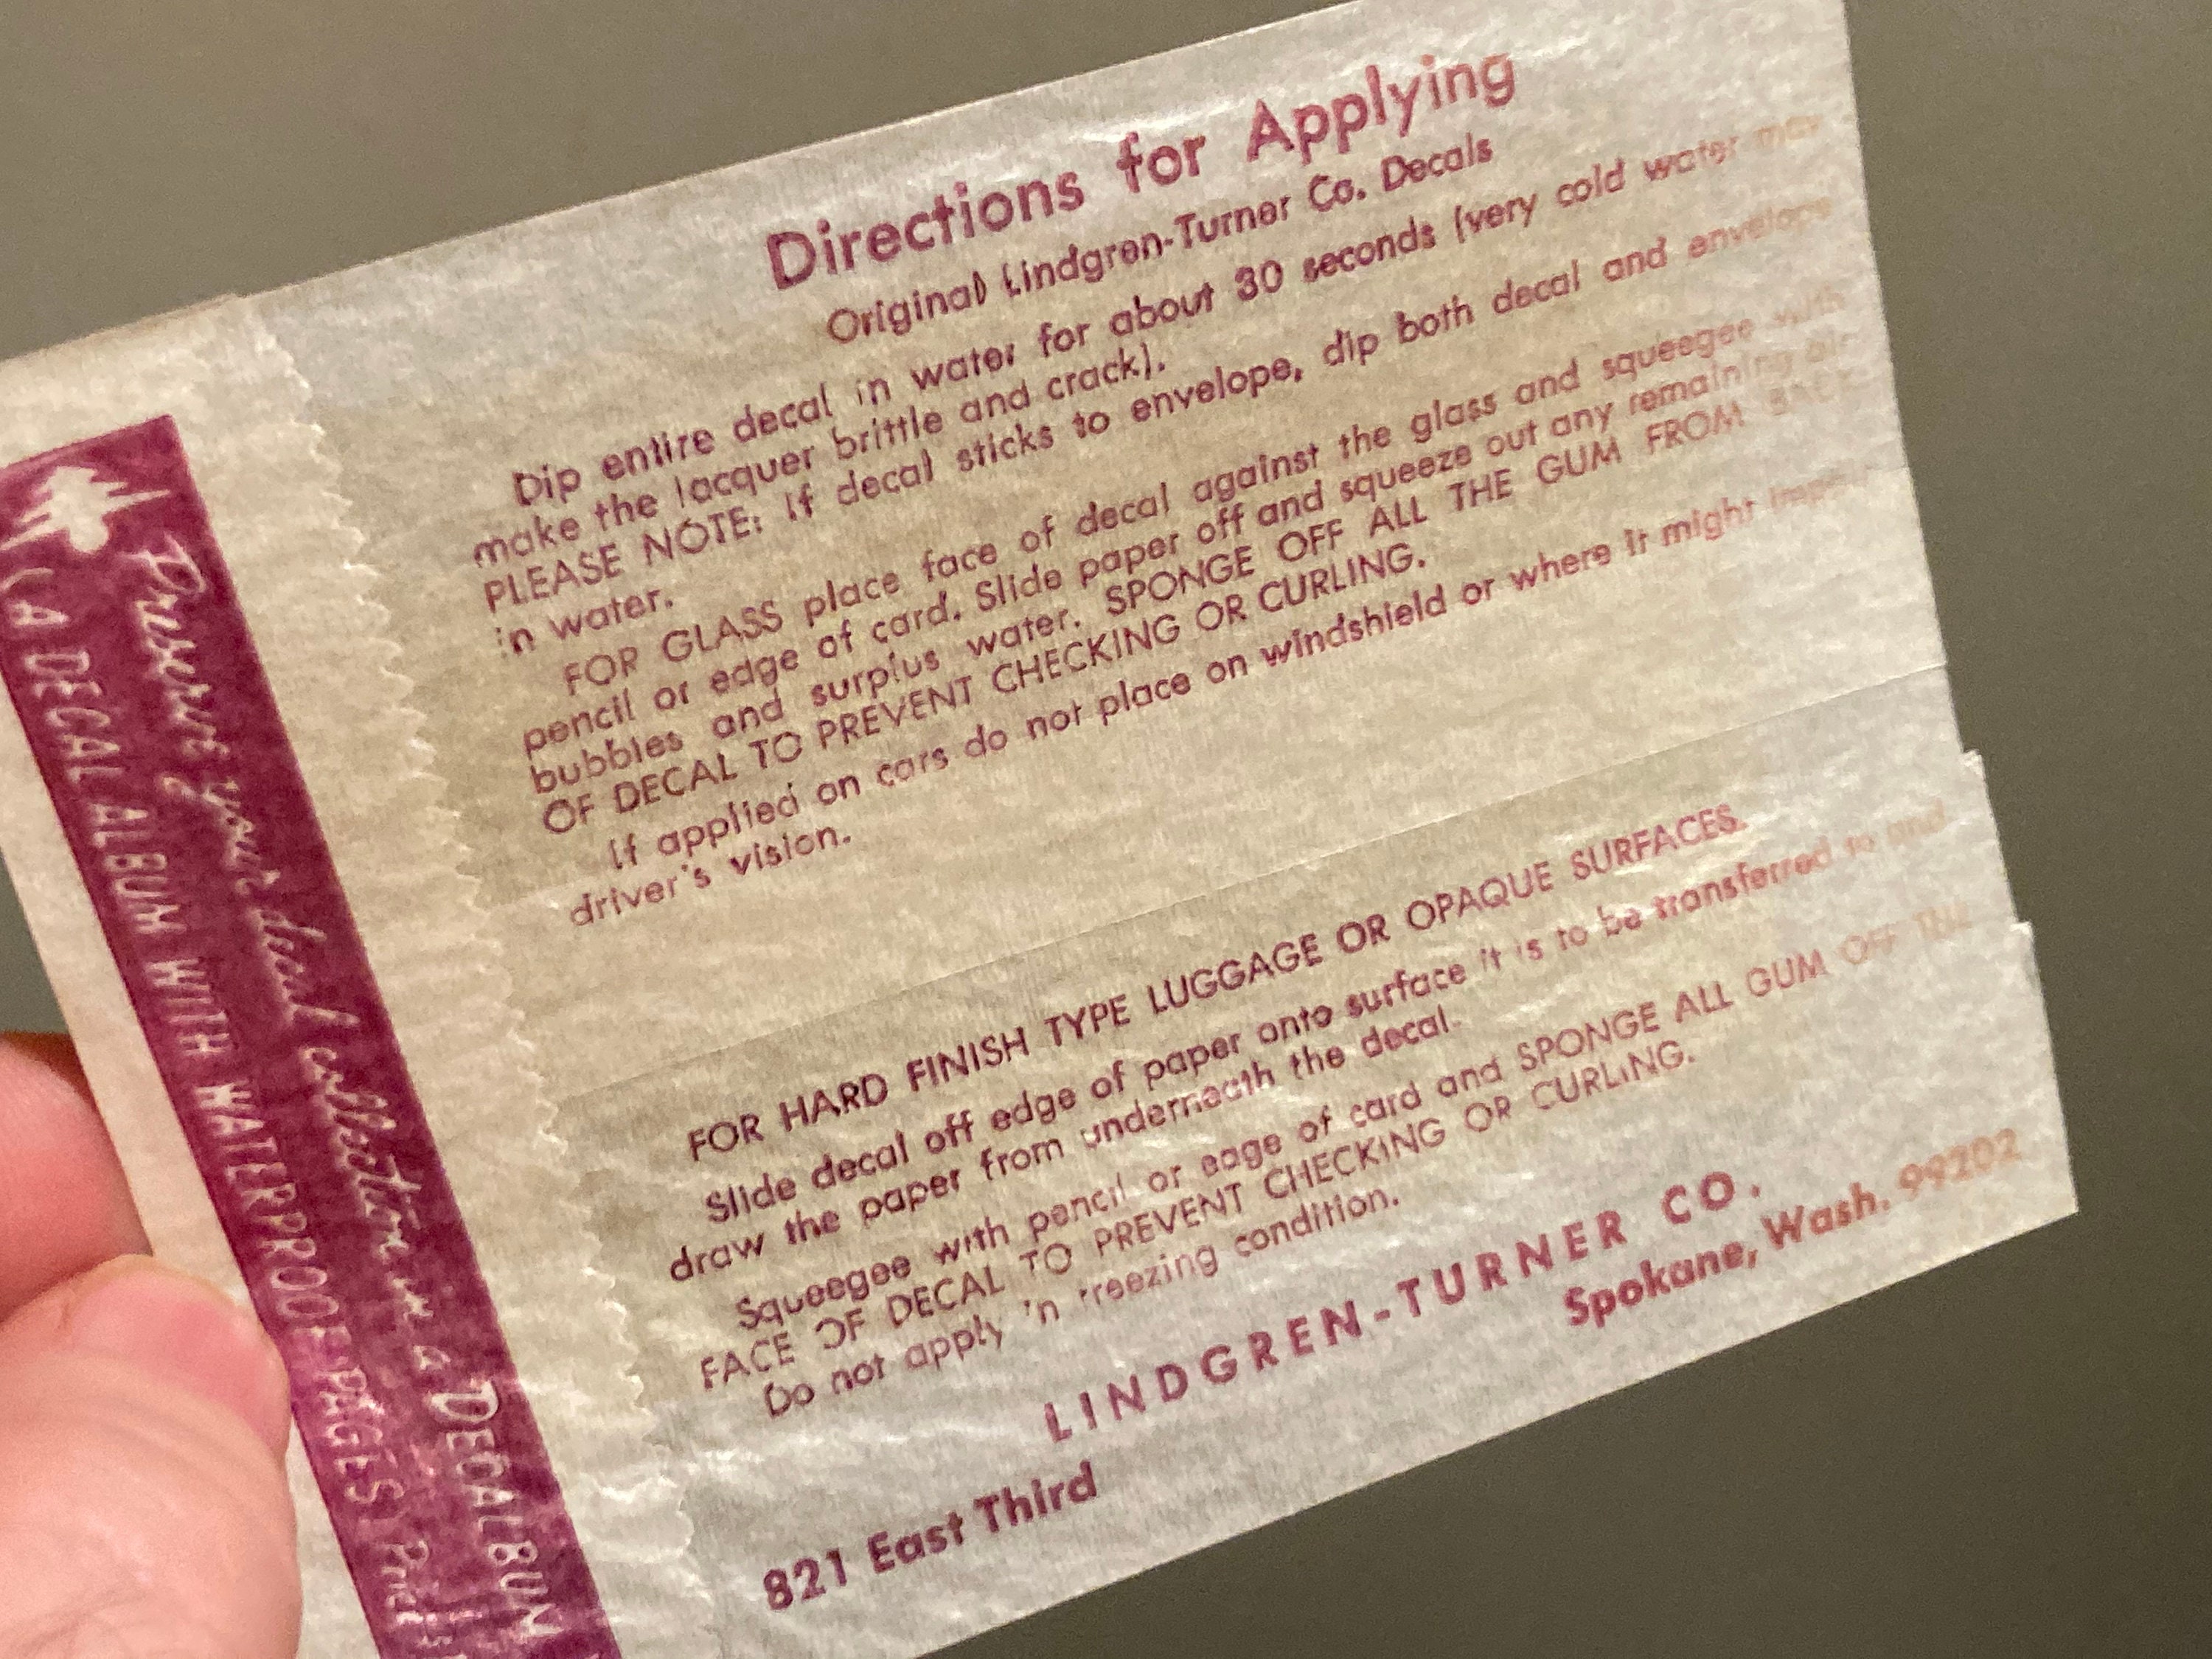 Directions for Applying
Original Lindgren-Turner Co. Decals
Dip entire decal in water for about 30 seconds (very cold water may
make the lacquer brittle and crack).
PLEASE NOTE: If decal sticks to envelope, dip both decal and envelope
in water.
FOR GLASS place face of decal against the glass and squeegee with
pencil or edge of card. Slide paper off and squeeze out any remaining air
bubbles and surplus water. SPONGE OFF ALL THE GUM FROM BACK
OF DECAL TO PREVENT CHECKING OR CURLING.
If applied on cars do not place on windshield or where it might impair
driver's vision.
FOR HARD FINISH TYPE LUGGAGE OR OPAQUE SURFACES.
Slide decal off edge of paper onto surface it is to be transferred to and
draw the paper from underneath the decal.
Squeegee with pencil or edge of card and SPONGE ALL GUM OFF THE
FACE OF DECAL TO PREVENT CHECKING OR CURLING.
Do not apply in freezing condition.
LINDGREN-TURNER CO.
821 East Third Spokane, Wash. 99202
Preserve your decal collection in a DECALBUM
(A DECAL ALBUM WITH WATERPROOF PAGES Price